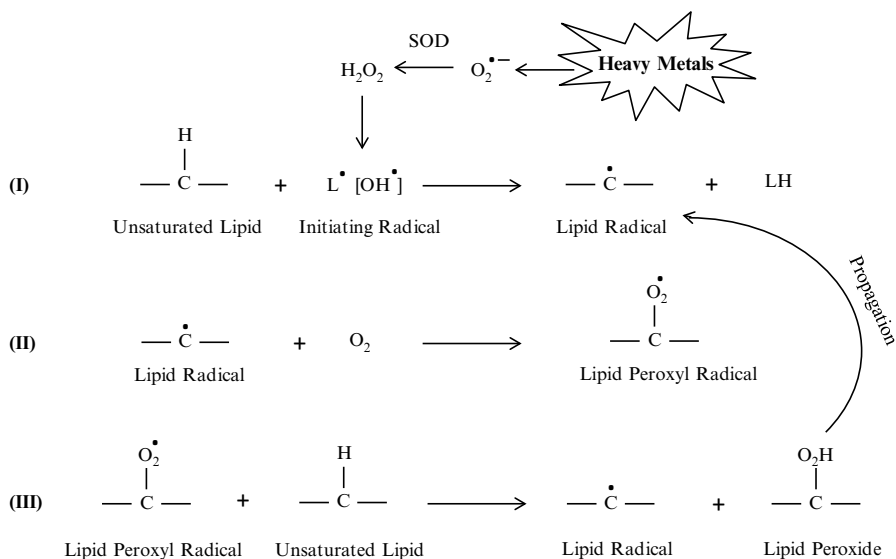 SOD
H2O2 O2•− Heavy Metals
H
(I) — C — + L• [OH•] — C• — + LH
Unsaturated Lipid Initiating Radical Lipid Radical
Propagation
O2•
(II) — C• — + O2 — C —
Lipid Radical Lipid Peroxyl Radical
O2• H O2H
(III) — C — + — C — — C• — + — C —
Lipid Peroxyl Radical Unsaturated Lipid Lipid Radical Lipid Peroxide